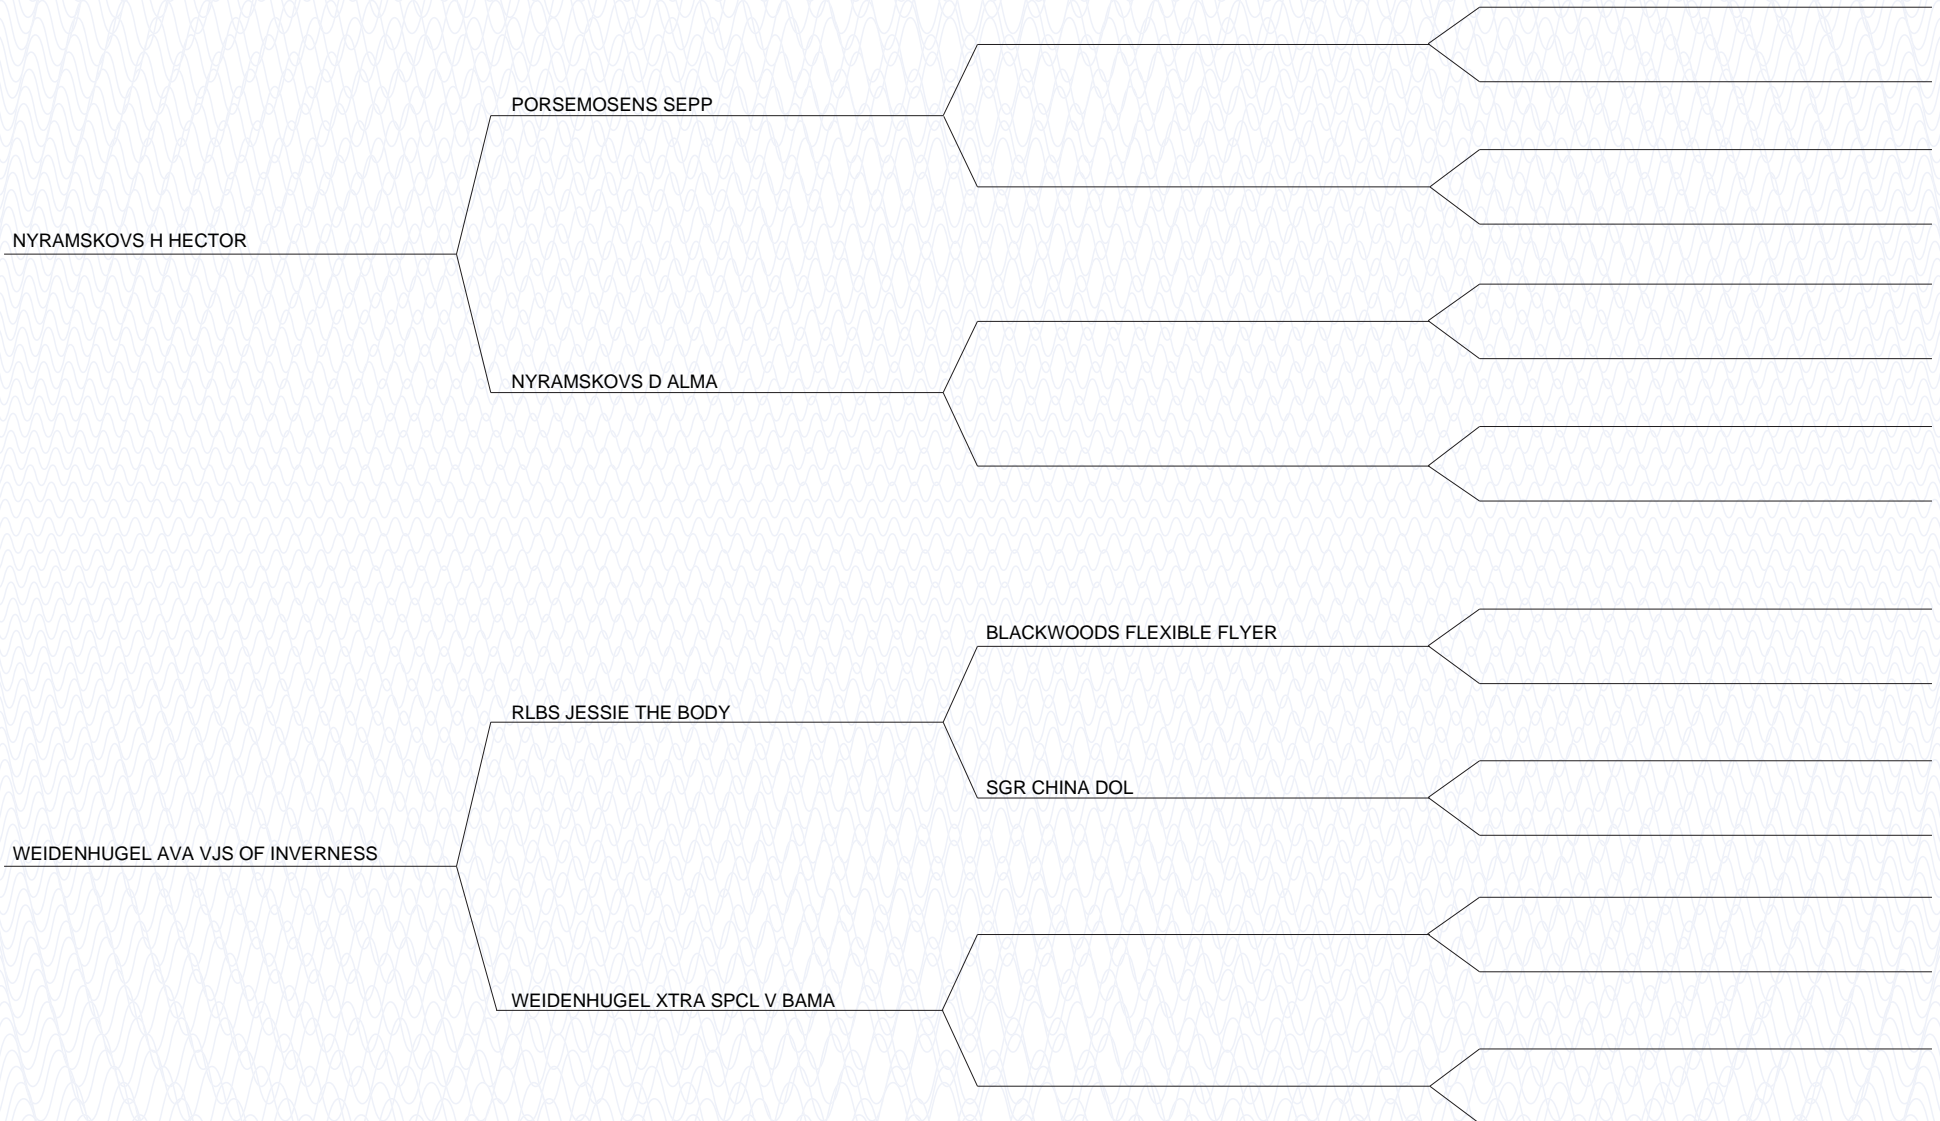 PORSEMOSENS SEPP
NYRAMSKOVS H HECTOR
NYRAMSKOVS D ALMA
BLACKWOODS FLEXIBLE FLYER
RLBS JESSIE THE BODY
SGR CHINA DOL
WEIDENHUGEL AVA VJS OF INVERNESS
WEIDENHUGEL XTRA SPCL V BAMA